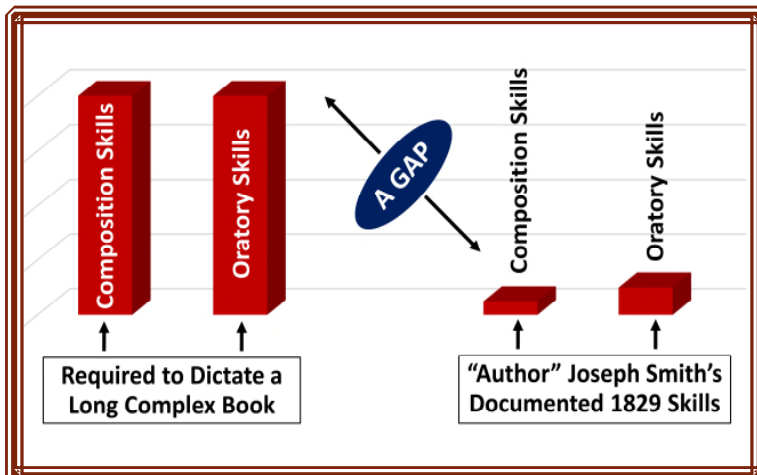 Composition Skills
Oratory Skills
A GAP
Composition Skills
Oratory Skills
Required to Dictate a
Long Complex Book
“Author” Joseph Smith’s
Documented 1829 Skills